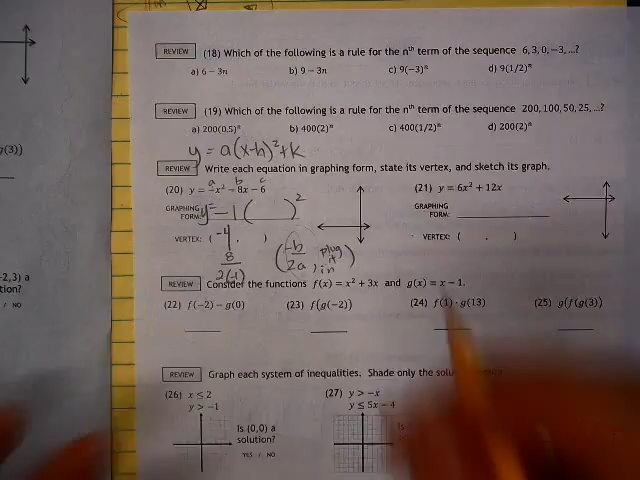 REVIEW (18) Which of the following is a rule for the nth term of the sequence 6, 3, 0, −3, ...?
a) 6 − 3n b) 9 − 3n c) 9(−3)ⁿ d) 9(1/2)ⁿ
REVIEW (19) Which of the following is a rule for the nth term of the sequence 200, 100, 50, 25, ...?
a) 200(0.5)ⁿ b) 400(2)ⁿ c) 400(1/2)ⁿ d) 200(2)ⁿ
y = a(x-h)²+k
g(3))
REVIEW Write each equation in graphing form, state its vertex, and sketch its graph.
a b c
(20) y = −x² − 8x − 6 (21) y = 6x² + 12x
GRAPHING FORM: y = -1( )² GRAPHING FORM:
VERTEX: ( -4 , ) VERTEX: ( , )
8
2(-1)
(-b
2a, plug it in)
-2,3) a
tion?
/ NO
REVIEW Consider the functions f(x) = x² + 3x and g(x) = x − 1.
(22) f(−2) − g(0) (23) f(g(−2)) (24) f(1) · g(13) (25) g(f(g(3))
REVIEW Graph each system of inequalities. Shade only the
(26) x ≤ 2 (27) y > −x
y > −1 y ≤ 5x − 4
Is (0,0) a solution? Is
YES / NO